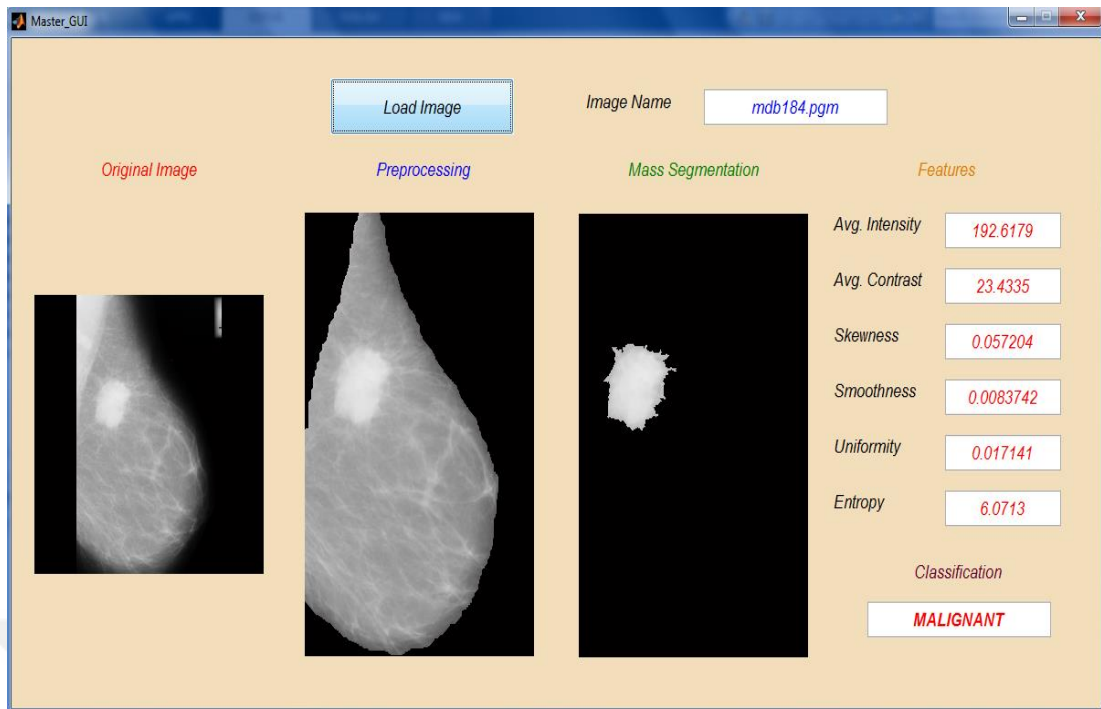 Master_GUI
Load Image
Image Name
mdb184.pgm
Original Image
Preprocessing
Mass Segmentation
Features
Avg. Intensity
192.6179
Avg. Contrast
23.4335
Skewness
0.057204
Smoothness
0.0083742
Uniformity
0.017141
Entropy
6.0713
Classification
MALIGNANT